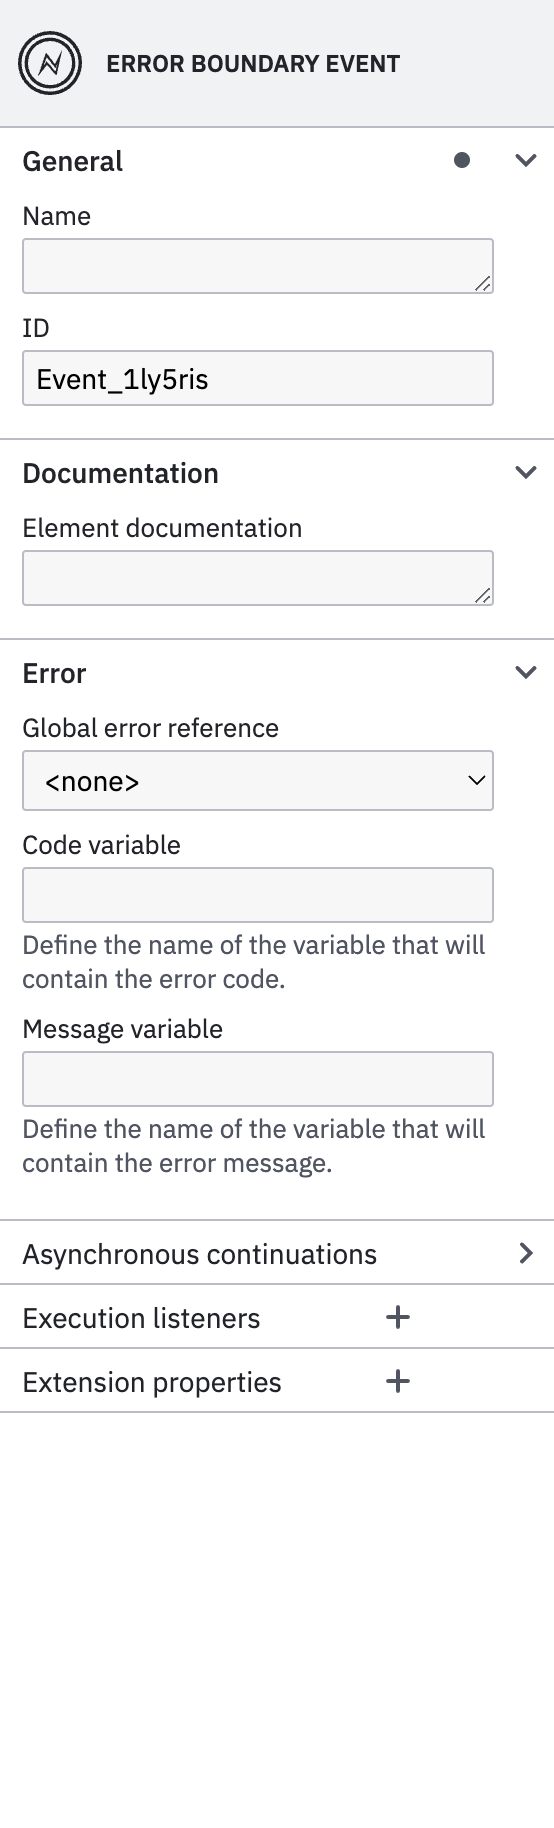 ERROR BOUNDARY EVENT
General
Name
ID
Event_1ly5ris
Documentation
Element documentation
Error
Global error reference
<none>
Code variable
Define the name of the variable that will
contain the error code.
Message variable
Define the name of the variable that will
contain the error message.
Asynchronous continuations
Execution listeners
Extension properties